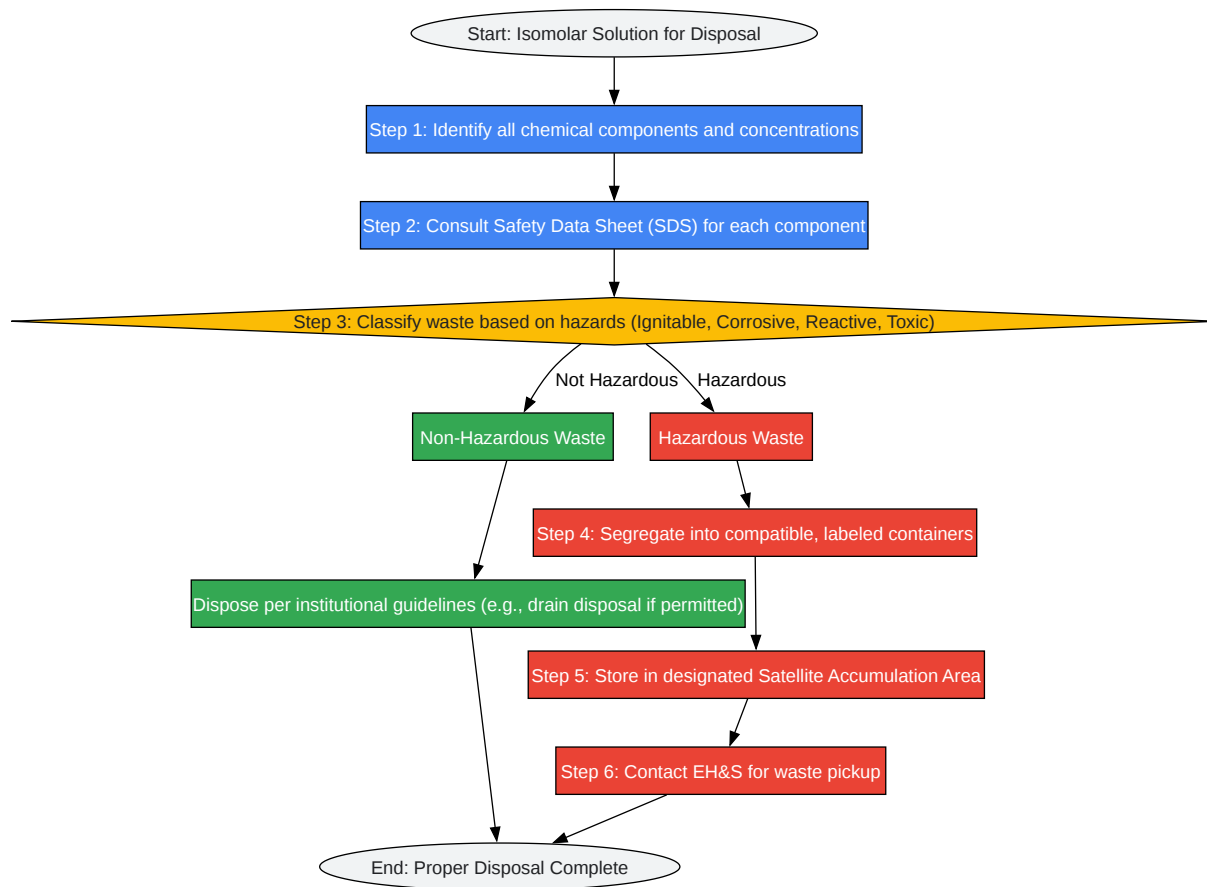 Start: Isomolar Solution for Disposal
Step 1: Identify all chemical components and concentrations
Step 2: Consult Safety Data Sheet (SDS) for each component
Step 3: Classify waste based on hazards (Ignitable, Corrosive, Reactive, Toxic)
Not Hazardous
Hazardous
Non-Hazardous Waste
Hazardous Waste
Step 4: Segregate into compatible, labeled containers
Dispose per institutional guidelines (e.g., drain disposal if permitted)
Step 5: Store in designated Satellite Accumulation Area
Step 6: Contact EH&S for waste pickup
End: Proper Disposal Complete